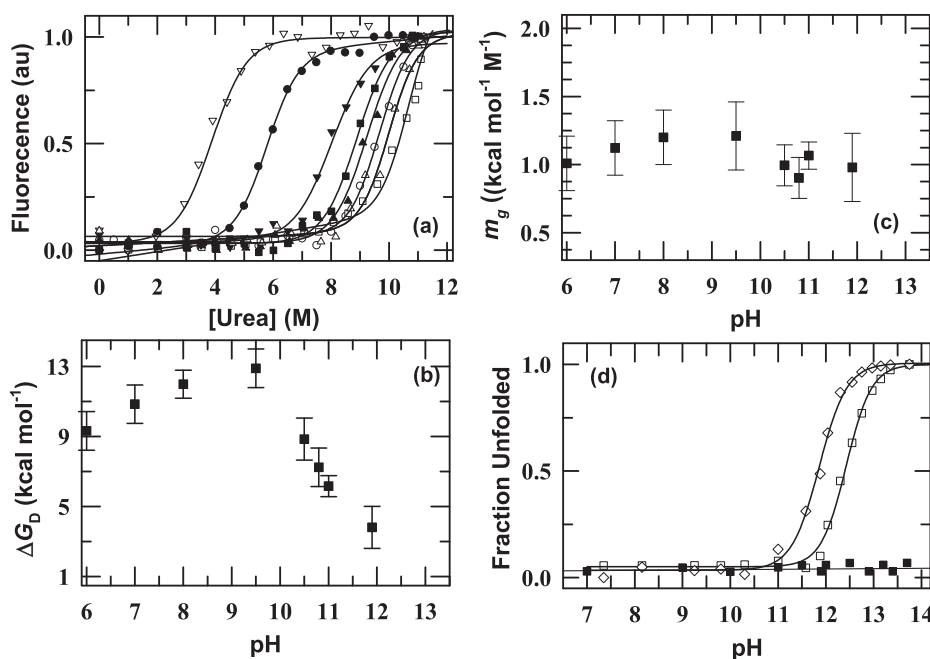 1.0
0.5
0.0
Fluorecence (au)
(a)
0 2 4 6 8 10 12
[Urea] (M)
2.0
1.5
1.0
0.5
m_g ((kcal mol⁻¹ M⁻¹)
(c)
6 7 8 9 10 11 12 13
pH
13
9
5
1
ΔG_D (kcal mol⁻¹)
(b)
6 7 8 9 10 11 12 13
pH
1.0
0.5
0.0
Fraction Unfolded
(d)
7 8 9 10 11 12 13 14
pH